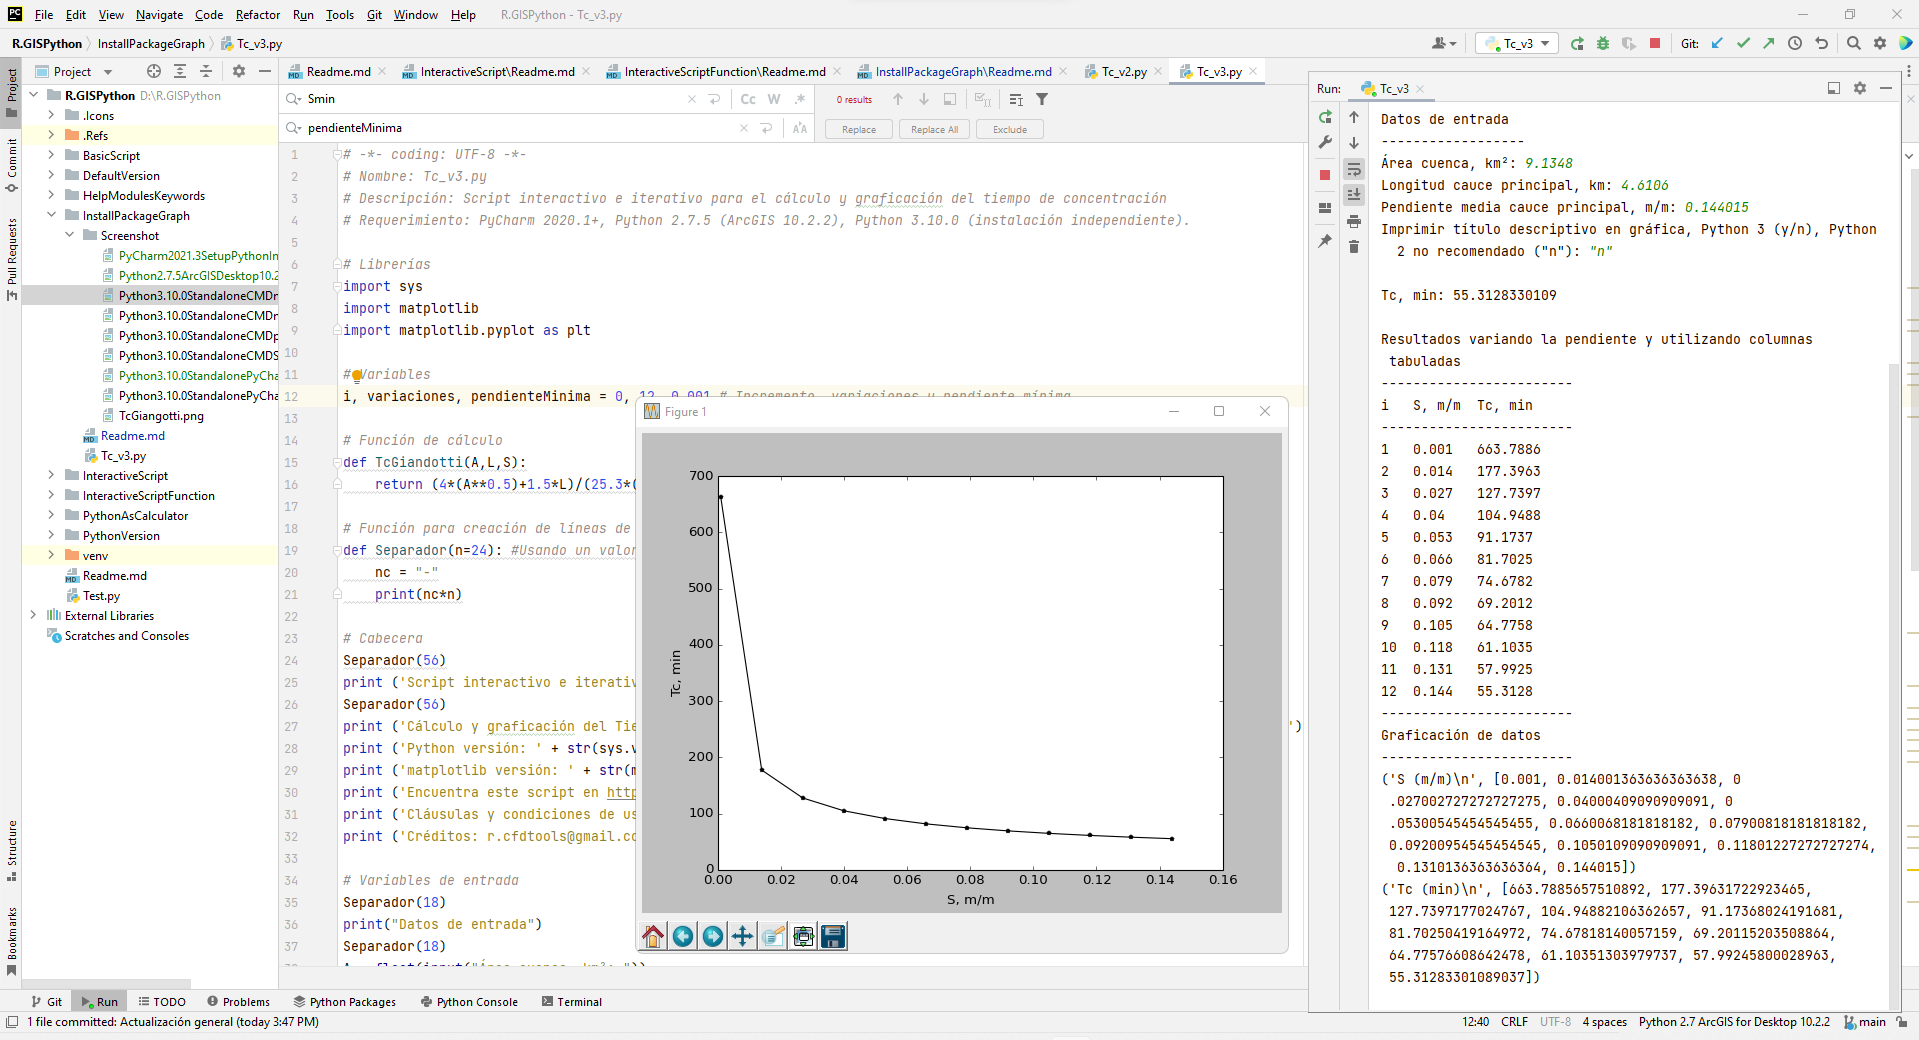 File Edit View Navigate Code Refactor Run Tools Git Window Help R.GISPython - Tc_v3.py
R.GISPython InstallPackageGraph Tc_v3.py
Tc_v3 Git:
Project
Readme.md InteractiveScript\Readme.md InteractiveScriptFunction\Readme.md InstallPackageGraph\Readme.md Tc_v2.py Tc_v3.py
Project
Commit
Pull Requests
Structure
Bookmarks
R.GISPython D:\R.GISPython
.Icons
.Refs
BasicScript
DefaultVersion
HelpModulesKeywords
InstallPackageGraph
Screenshot
PyCharm2021.3SetupPythonIn
Python2.7.5ArcGISDesktop10.2
Python3.10.0StandaloneCMDr
Python3.10.0StandaloneCMDr
Python3.10.0StandaloneCMDp
Python3.10.0StandaloneCMDS
Python3.10.0StandalonePyCha
Python3.10.0StandalonePyCha
TcGiangotti.png
Readme.md
Tc_v3.py
InteractiveScript
InteractiveScriptFunction
PythonAsCalculator
PythonVersion
venv
Readme.md
Test.py
External Libraries
Scratches and Consoles
Smin Cc W .* 0 results
pendienteMinima Replace Replace All Exclude
1 # -*- coding: UTF-8 -*-
2 # Nombre: Tc_v3.py
3 # Descripción: Script interactivo e iterativo para el cálculo y graficación del tiempo de concentración
4 # Requerimiento: PyCharm 2020.1+, Python 2.7.5 (ArcGIS 10.2.2), Python 3.10.0 (instalación independiente).
5
6 # Librerías
7 import sys
8 import matplotlib
9 import matplotlib.pyplot as plt
10
11 # Variables
12 i, variaciones, pendienteMinima = 0, 12, 0.001 # Incremento, variaciones y pendiente mínima
13
14 # Función de cálculo
15 def TcGiandotti(A,L,S):
16 return (4*(A**0.5)+1.5*L)/(25.3*(
17
18 # Función para creación de líneas de
19 def Separador(n=24): #Usando un valor
20 nc = "-"
21 print(nc*n)
22
23 # Cabecera
24 Separador(56)
25 print ('Script interactivo e iterativ
26 Separador(56)
27 print ('Cálculo y graficación del Tie ')
28 print ('Python versión: ' + str(sys.v
29 print ('matplotlib versión: ' + str(m
30 print ('Encuentra este script en http
31 print ('Cláusulas y condiciones de us
32 print ('Créditos: r.cfdtools@gmail.co
33
34 # Variables de entrada
35 Separador(18)
36 print("Datos de entrada")
37 Separador(18)
Figure 1
700
600
500
400
300
200
100
0
Tc, min
0.00 0.02 0.04 0.06 0.08 0.10 0.12 0.14 0.16
S, m/m
Run: Tc_v3
Datos de entrada
------------------
Área cuenca, km²: 9.1348
Longitud cauce principal, km: 4.6106
Pendiente media cauce principal, m/m: 0.144015
Imprimir título descriptivo en gráfica, Python 3 (y/n), Python
2 no recomendado ("n"): "n"
Tc, min: 55.3128330109
Resultados variando la pendiente y utilizando columnas
tabuladas
------------------------
i S, m/m Tc, min
------------------------
1 0.001 663.7886
2 0.014 177.3963
3 0.027 127.7397
4 0.04 104.9488
5 0.053 91.1737
6 0.066 81.7025
7 0.079 74.6782
8 0.092 69.2012
9 0.105 64.7758
10 0.118 61.1035
11 0.131 57.9925
12 0.144 55.3128
------------------------
Graficación de datos
------------------------
('S (m/m)\n', [0.001, 0.014001363636363638, 0
.027002727272727275, 0.04000409090909091, 0
.05300545454545455, 0.0660068181818182, 0.07900818181818182,
0.09200954545454545, 0.1050109090909091, 0.11801227272727274,
0.1310136363636364, 0.144015])
('Tc (min)\n', [663.7885657510892, 177.39631722923465,
127.7397177024767, 104.94882106362657, 91.17368024191681,
81.70250419164972, 74.67818140057159, 69.20115203508864,
64.77576608642478, 61.10351303979737, 57.99245800028963,
55.31283301089037])
Git Run TODO Problems Python Packages Python Console Terminal
1 file committed: Actualización general (today 3:47 PM) 12:40 CRLF UTF-8 4 spaces Python 2.7 ArcGIS for Desktop 10.2.2 main